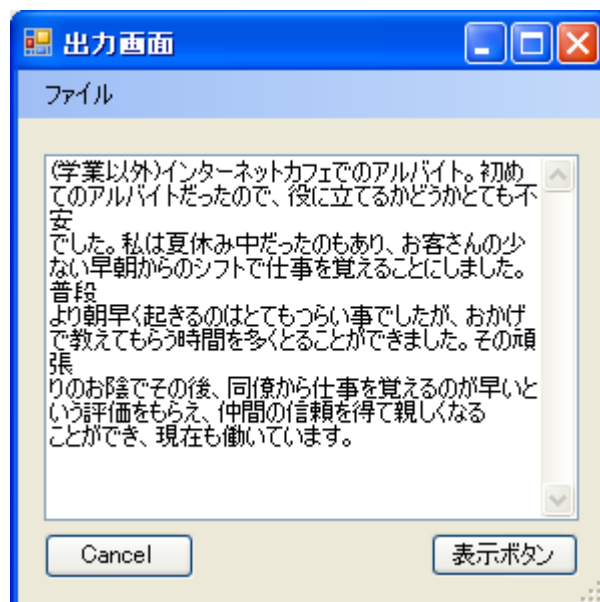 出力画面
ファイル
(学業以外)インターネットカフェでのアルバイト。初め
てのアルバイトだったので、役に立てるかどうかとても不
安
でした。私は夏休み中だったのもあり、お客さんの少
ない早朝からのシフトで仕事を覚えることにしました。
普段
より朝早く起きるのはとてもつらい事でしたが、おかげ
で教えてもらう時間を多くとることができました。その頑
張
りのお陰でその後、同僚から仕事を覚えるのが早いと
いう評価をもらえ、仲間の信頼を得て親しくなる
ことができ、現在も働いています。
Cancel
表示ボタン